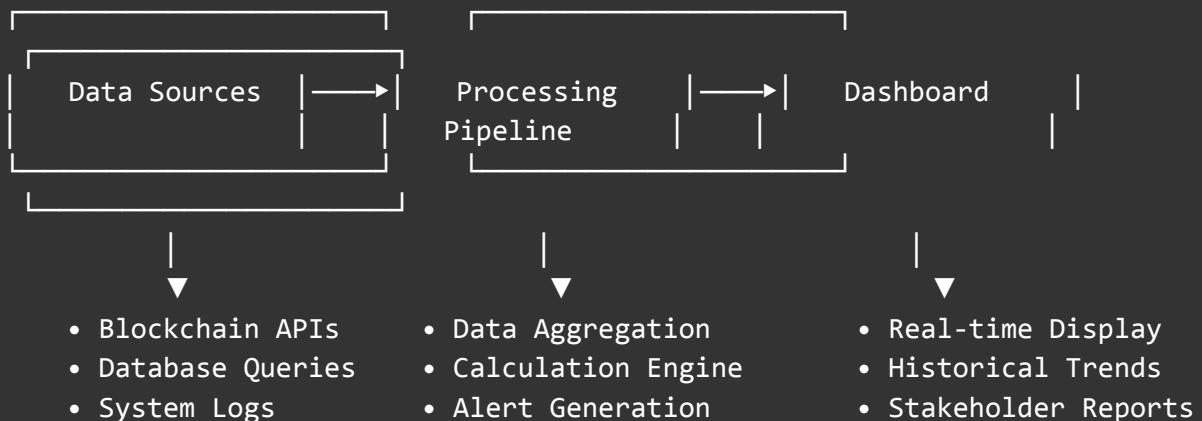 Data Sources Processing Dashboard
Pipeline
• Blockchain APIs • Data Aggregation • Real-time Display
• Database Queries • Calculation Engine • Historical Trends
• System Logs • Alert Generation • Stakeholder Reports